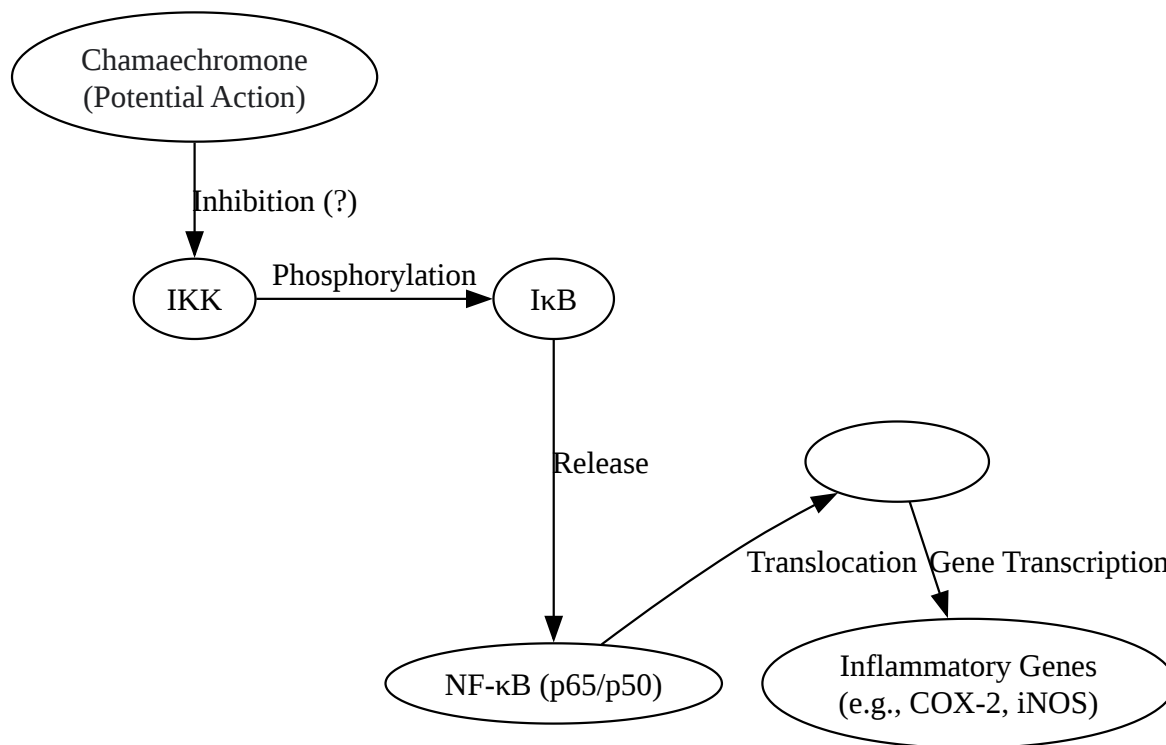 Chamaechromone
(Potential Action)
Inhibition (?)
IKK
Phosphorylation
IκB
Release
Translocation
Gene Transcription
NF-κB (p65/p50)
Inflammatory Genes
(e.g., COX-2, iNOS)